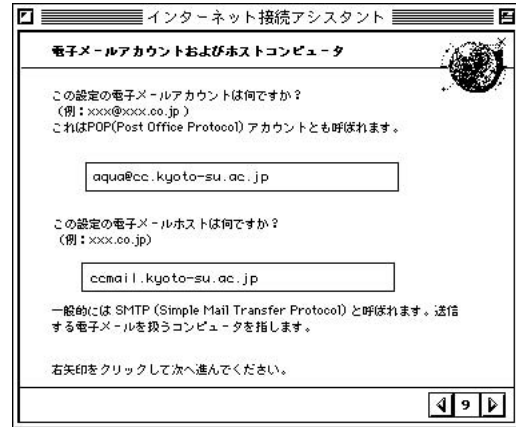 インターネット接続アシスタント
電子メールアカウントおよびホストコンピュータ
この設定の電子メールアカウントは何ですか?
(例:xxx@xxx.co.jp )
これはPOP(Post Office Protocol) アカウントとも呼ばれます。
aqua@cc.kyoto-su.ac.jp
この設定の電子メールホストは何ですか?
(例:xxx.co.jp)
ccmail.kyoto-su.ac.jp
一般的には SMTP (Simple Mail Transfer Protocol) と呼ばれます。送信
する電子メールを扱うコンピュータを指します。
右矢印をクリックして次へ進んでください。
9